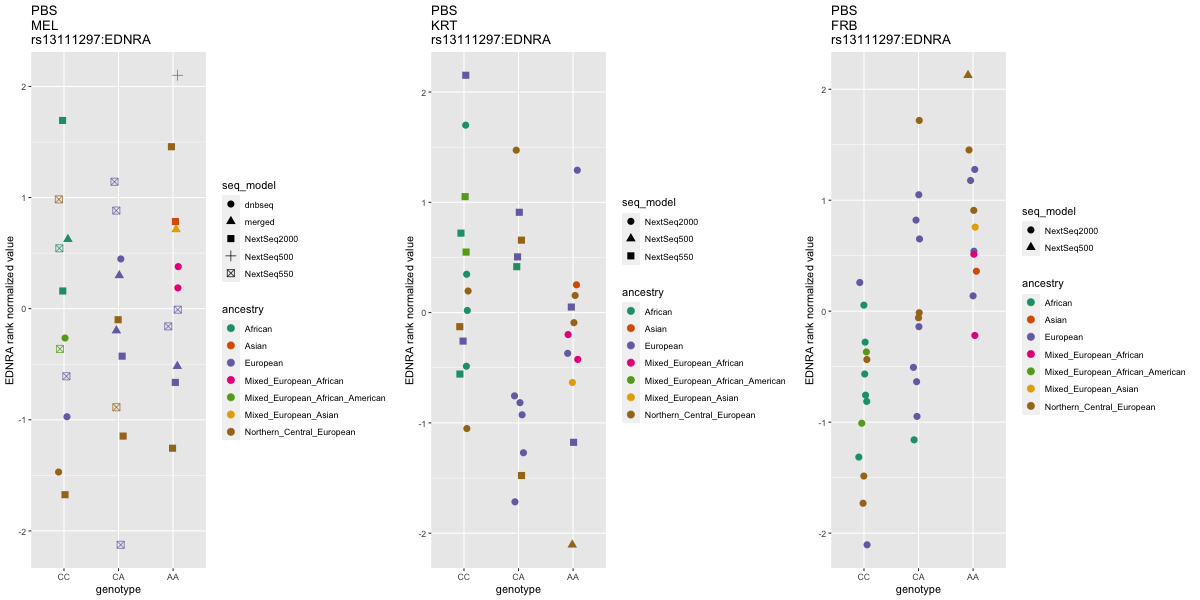 PBS
MEL
rs13111297:EDNRA
EDNRA rank normalized value
2
1
0
-1
-2
CC
CA
AA
genotype
seq_model
dnbseq
merged
NextSeq2000
NextSeq500
NextSeq550
ancestry
African
Asian
European
Mixed_European_African
Mixed_European_African_American
Mixed_European_Asian
Northern_Central_European
PBS
KRT
rs13111297:EDNRA
EDNRA rank normalized value
2
1
0
-1
-2
CC
CA
AA
genotype
seq_model
NextSeq2000
NextSeq500
NextSeq550
ancestry
African
Asian
European
Mixed_European_African
Mixed_European_African_American
Mixed_European_Asian
Northern_Central_European
PBS
FRB
rs13111297:EDNRA
EDNRA rank normalized value
2
1
0
-1
-2
CC
CA
AA
genotype
seq_model
NextSeq2000
NextSeq500
ancestry
African
Asian
European
Mixed_European_African
Mixed_European_African_American
Mixed_European_Asian
Northern_Central_European